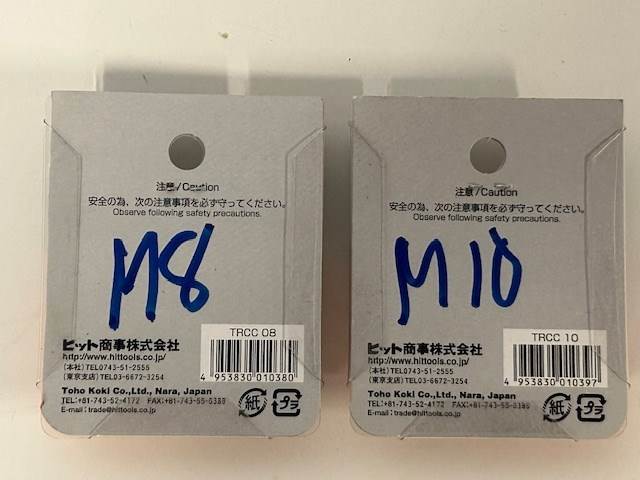 注意/Caution
安全の為、次の注意事項を必ず守ってください。
Observe following safety precautions.
M8
ヒット商事株式会社
http://www.hittools.co.jp/
(本社)TEL0743-51-2555
(東京支店)TEL03-6672-3254
Toho Koki Co.,Ltd., Nara, Japan
TEL:+81-743-52-4172 FAX:+81-743-55-0388
E-mail:trade@hittools.co.jp
TRCC 08
4 953830 010380
紙
プラ
注意/Caution
安全の為、次の注意事項を必ず守ってください。
Observe following safety precautions.
M10
ヒット商事株式会社
http://www.hittools.co.jp/
(本社)TEL0743-51-2555
(東京支店)TEL03-6672-3254
Toho Koki Co.,Ltd., Nara, Japan
TEL:+81-743-52-4172 FAX:+81-743-55-0388
E-mail:trade@hittools.co.jp
TRCC 10
4 953830 010397
紙
プラ